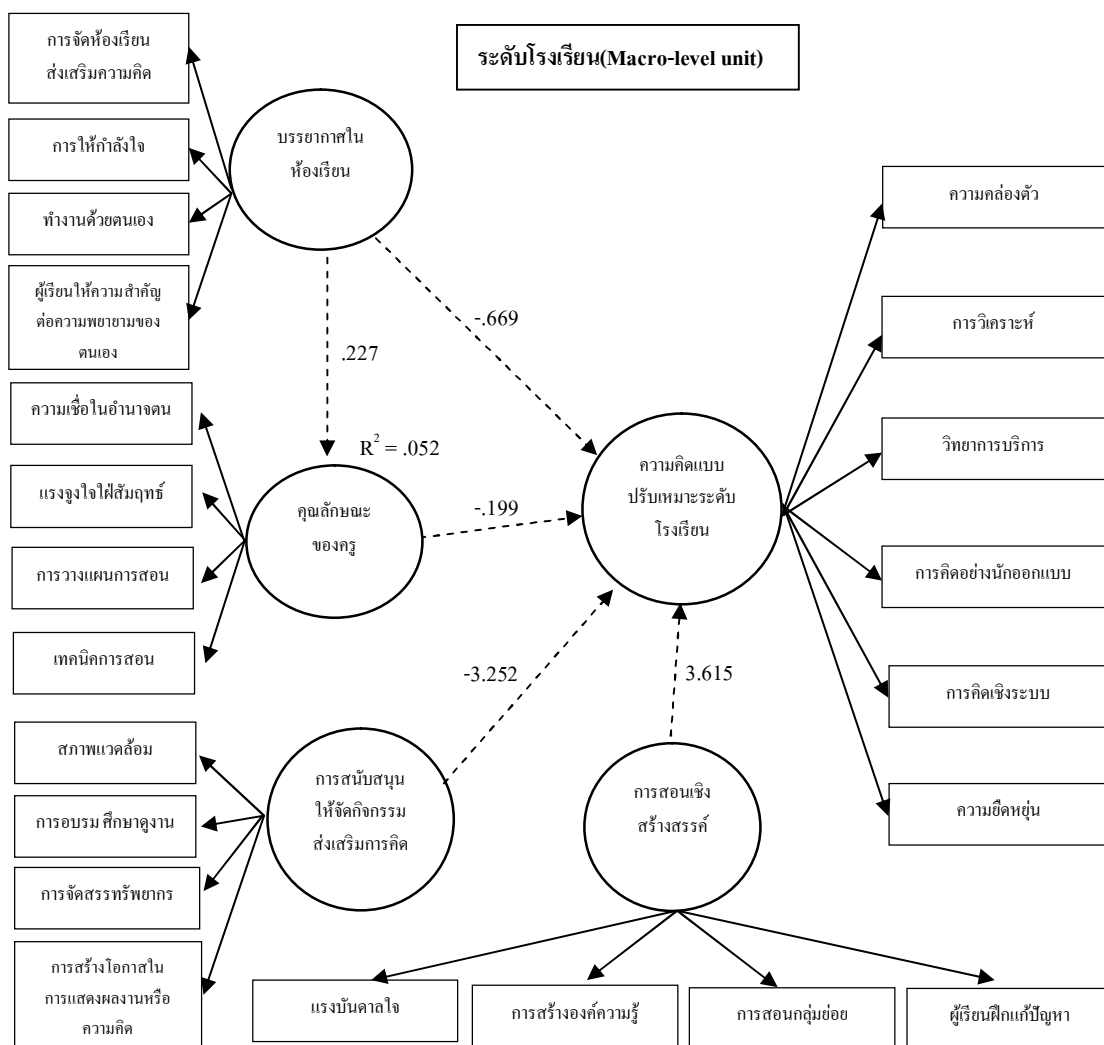 ระดับโรงเรียน(Macro-level unit)
การจัดห้องเรียน
ส่งเสริมความคิด
การให้กำลังใจ
ทำงานด้วยตนเอง
ผู้เรียนให้ความสำคัญ
ต่อความพยายามของ
ตนเอง
บรรยากาศใน
ห้องเรียน
-.669
.227
R² = .052
ความเชื่อในอำนาจตน
แรงจูงใจใฝ่สัมฤทธ์
การวางแผนการสอน
เทคนิคการสอน
คุณลักษณะ
ของครู
-.199
ความคิดแบบ
ปรับเหมาะระดับ
โรงเรียน
ความคล่องตัว
การวิเคราะห์
วิทยาการบริการ
การคิดอย่างนักออกแบบ
การคิดเชิงระบบ
ความยืดหยุ่น
-3.252
3.615
สภาพแวดล้อม
การอบรม ศึกษาดูงาน
การจัดสรรทรัพยากร
การสร้างโอกาสใน
การแสดงผลงานหรือ
ความคิด
การสนับสนุน
ให้จัดกิจกรรม
ส่งเสริมการคิด
การสอนเชิง
สร้างสรรค์
แรงบันดาลใจ
การสร้างองค์ความรู้
การสอนกลุ่มย่อย
ผู้เรียนฝึกแก้ปัญหา